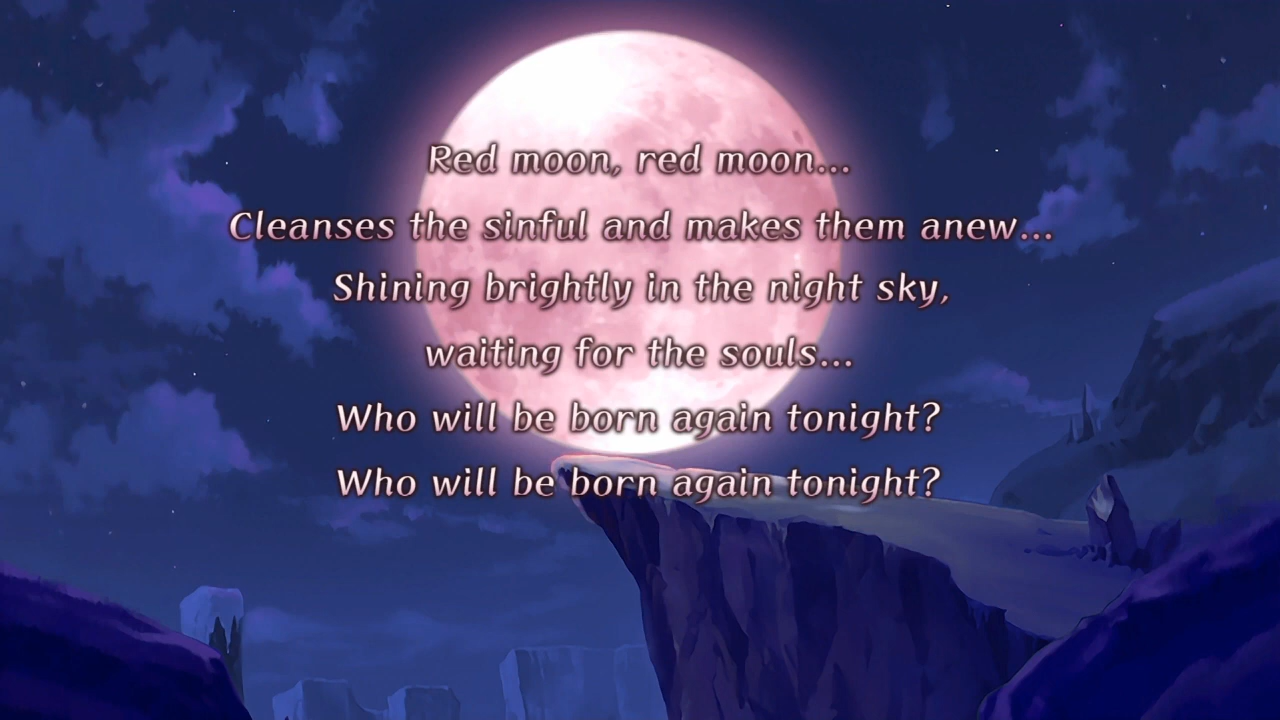 Red moon, red moon...
Cleanses the sinful and makes them anew...
Shining brightly in the night sky,
waiting for the souls...
Who will be born again tonight?
Who will be born again tonight?